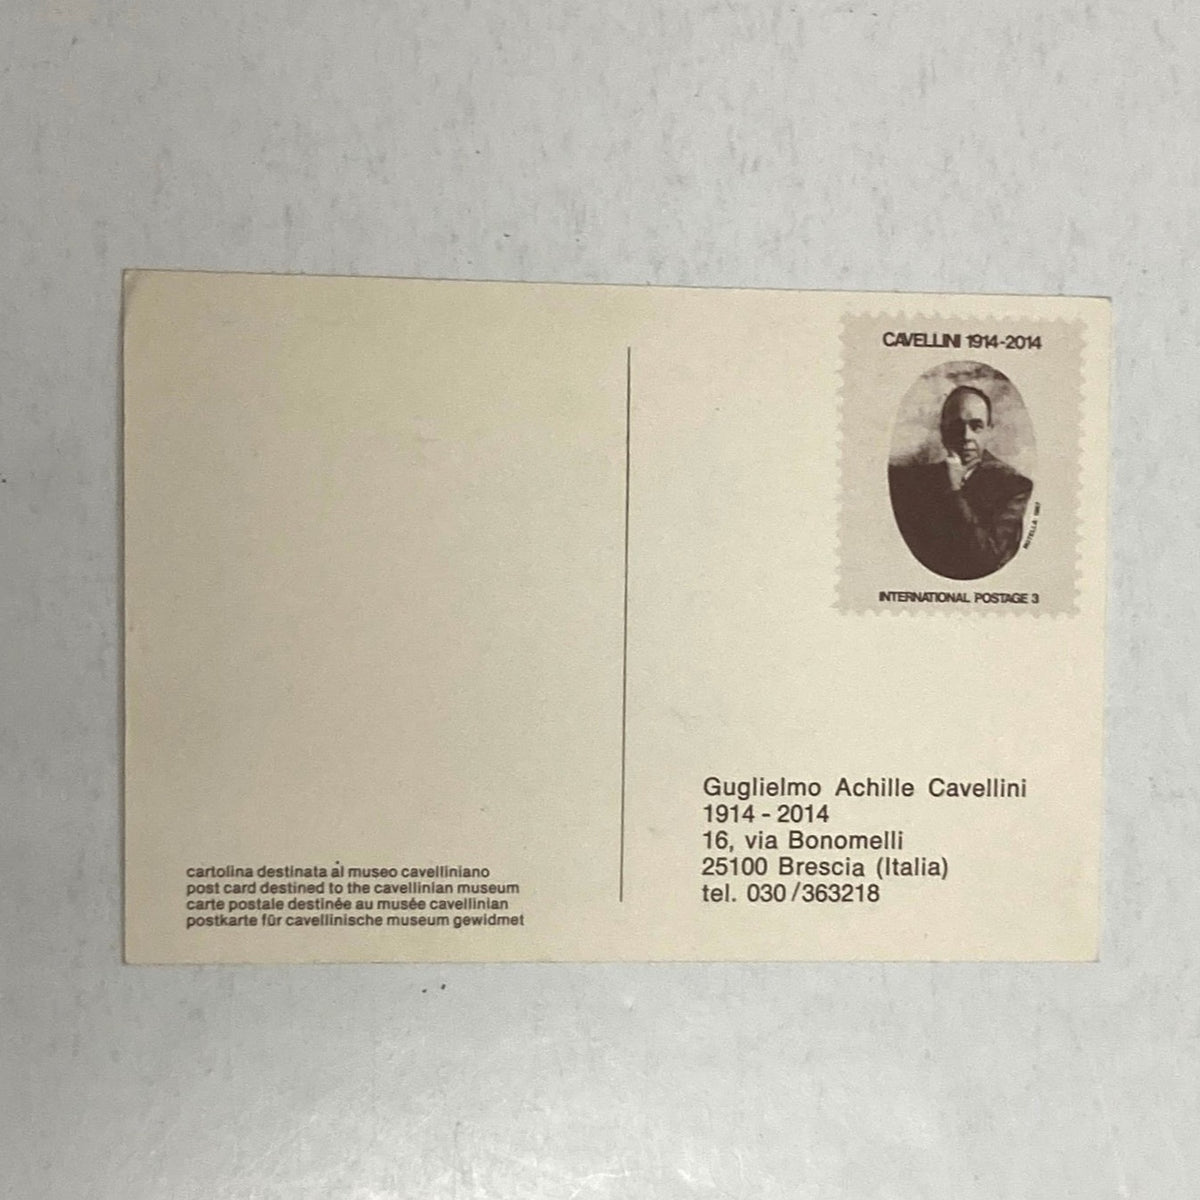 CAVELLINI 1914-2014
ROTELLA 1967
INTERNATIONAL POSTAGE 3
Guglielmo Achille Cavellini
1914 - 2014
16, via Bonomelli
25100 Brescia (Italia)
tel. 030/363218
cartolina destinata al museo cavelliniano
post card destined to the cavellinian museum
carte postale destinée au musée cavellinian
postkarte für cavellinische museum gewidmet